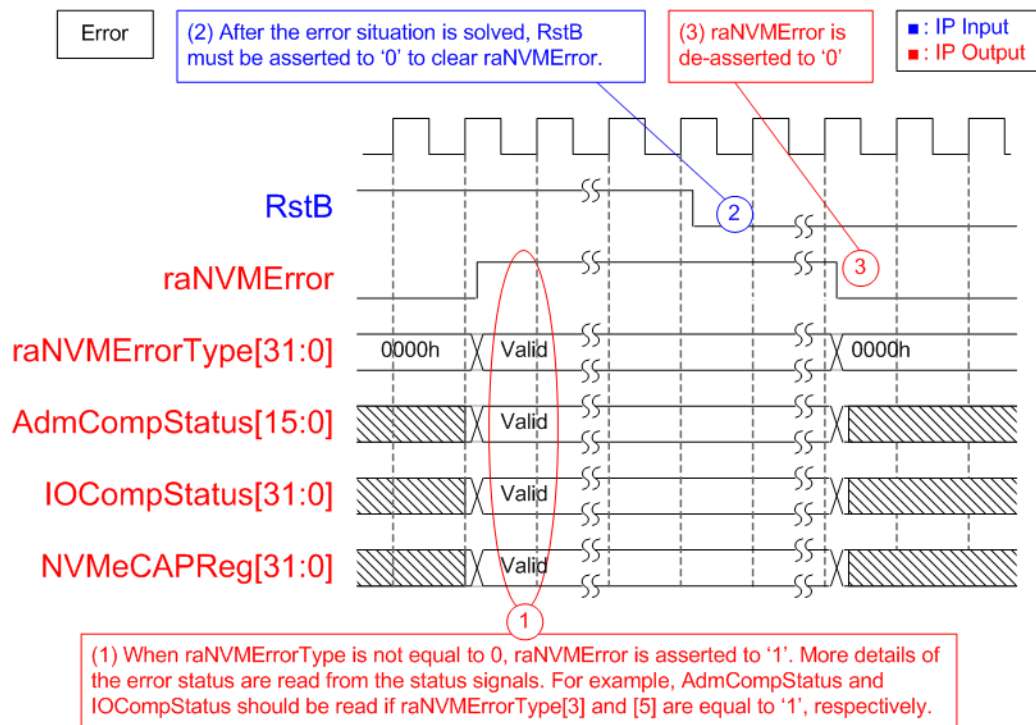 Error
(2) After the error situation is solved, RstB
must be asserted to ‘0’ to clear raNVMError.
(3) raNVMError is
de-asserted to ‘0’
■ : IP Input
■ : IP Output
RstB
2
raNVMError
3
raNVMErrorType[31:0]
0000h
Valid
0000h
AdmCompStatus[15:0]
Valid
IOCompStatus[31:0]
Valid
NVMeCAPReg[31:0]
Valid
1
(1) When raNVMErrorType is not equal to 0, raNVMError is asserted to ‘1’. More details of
the error status are read from the status signals. For example, AdmCompStatus and
IOCompStatus should be read if raNVMErrorType[3] and [5] are equal to ‘1’, respectively.